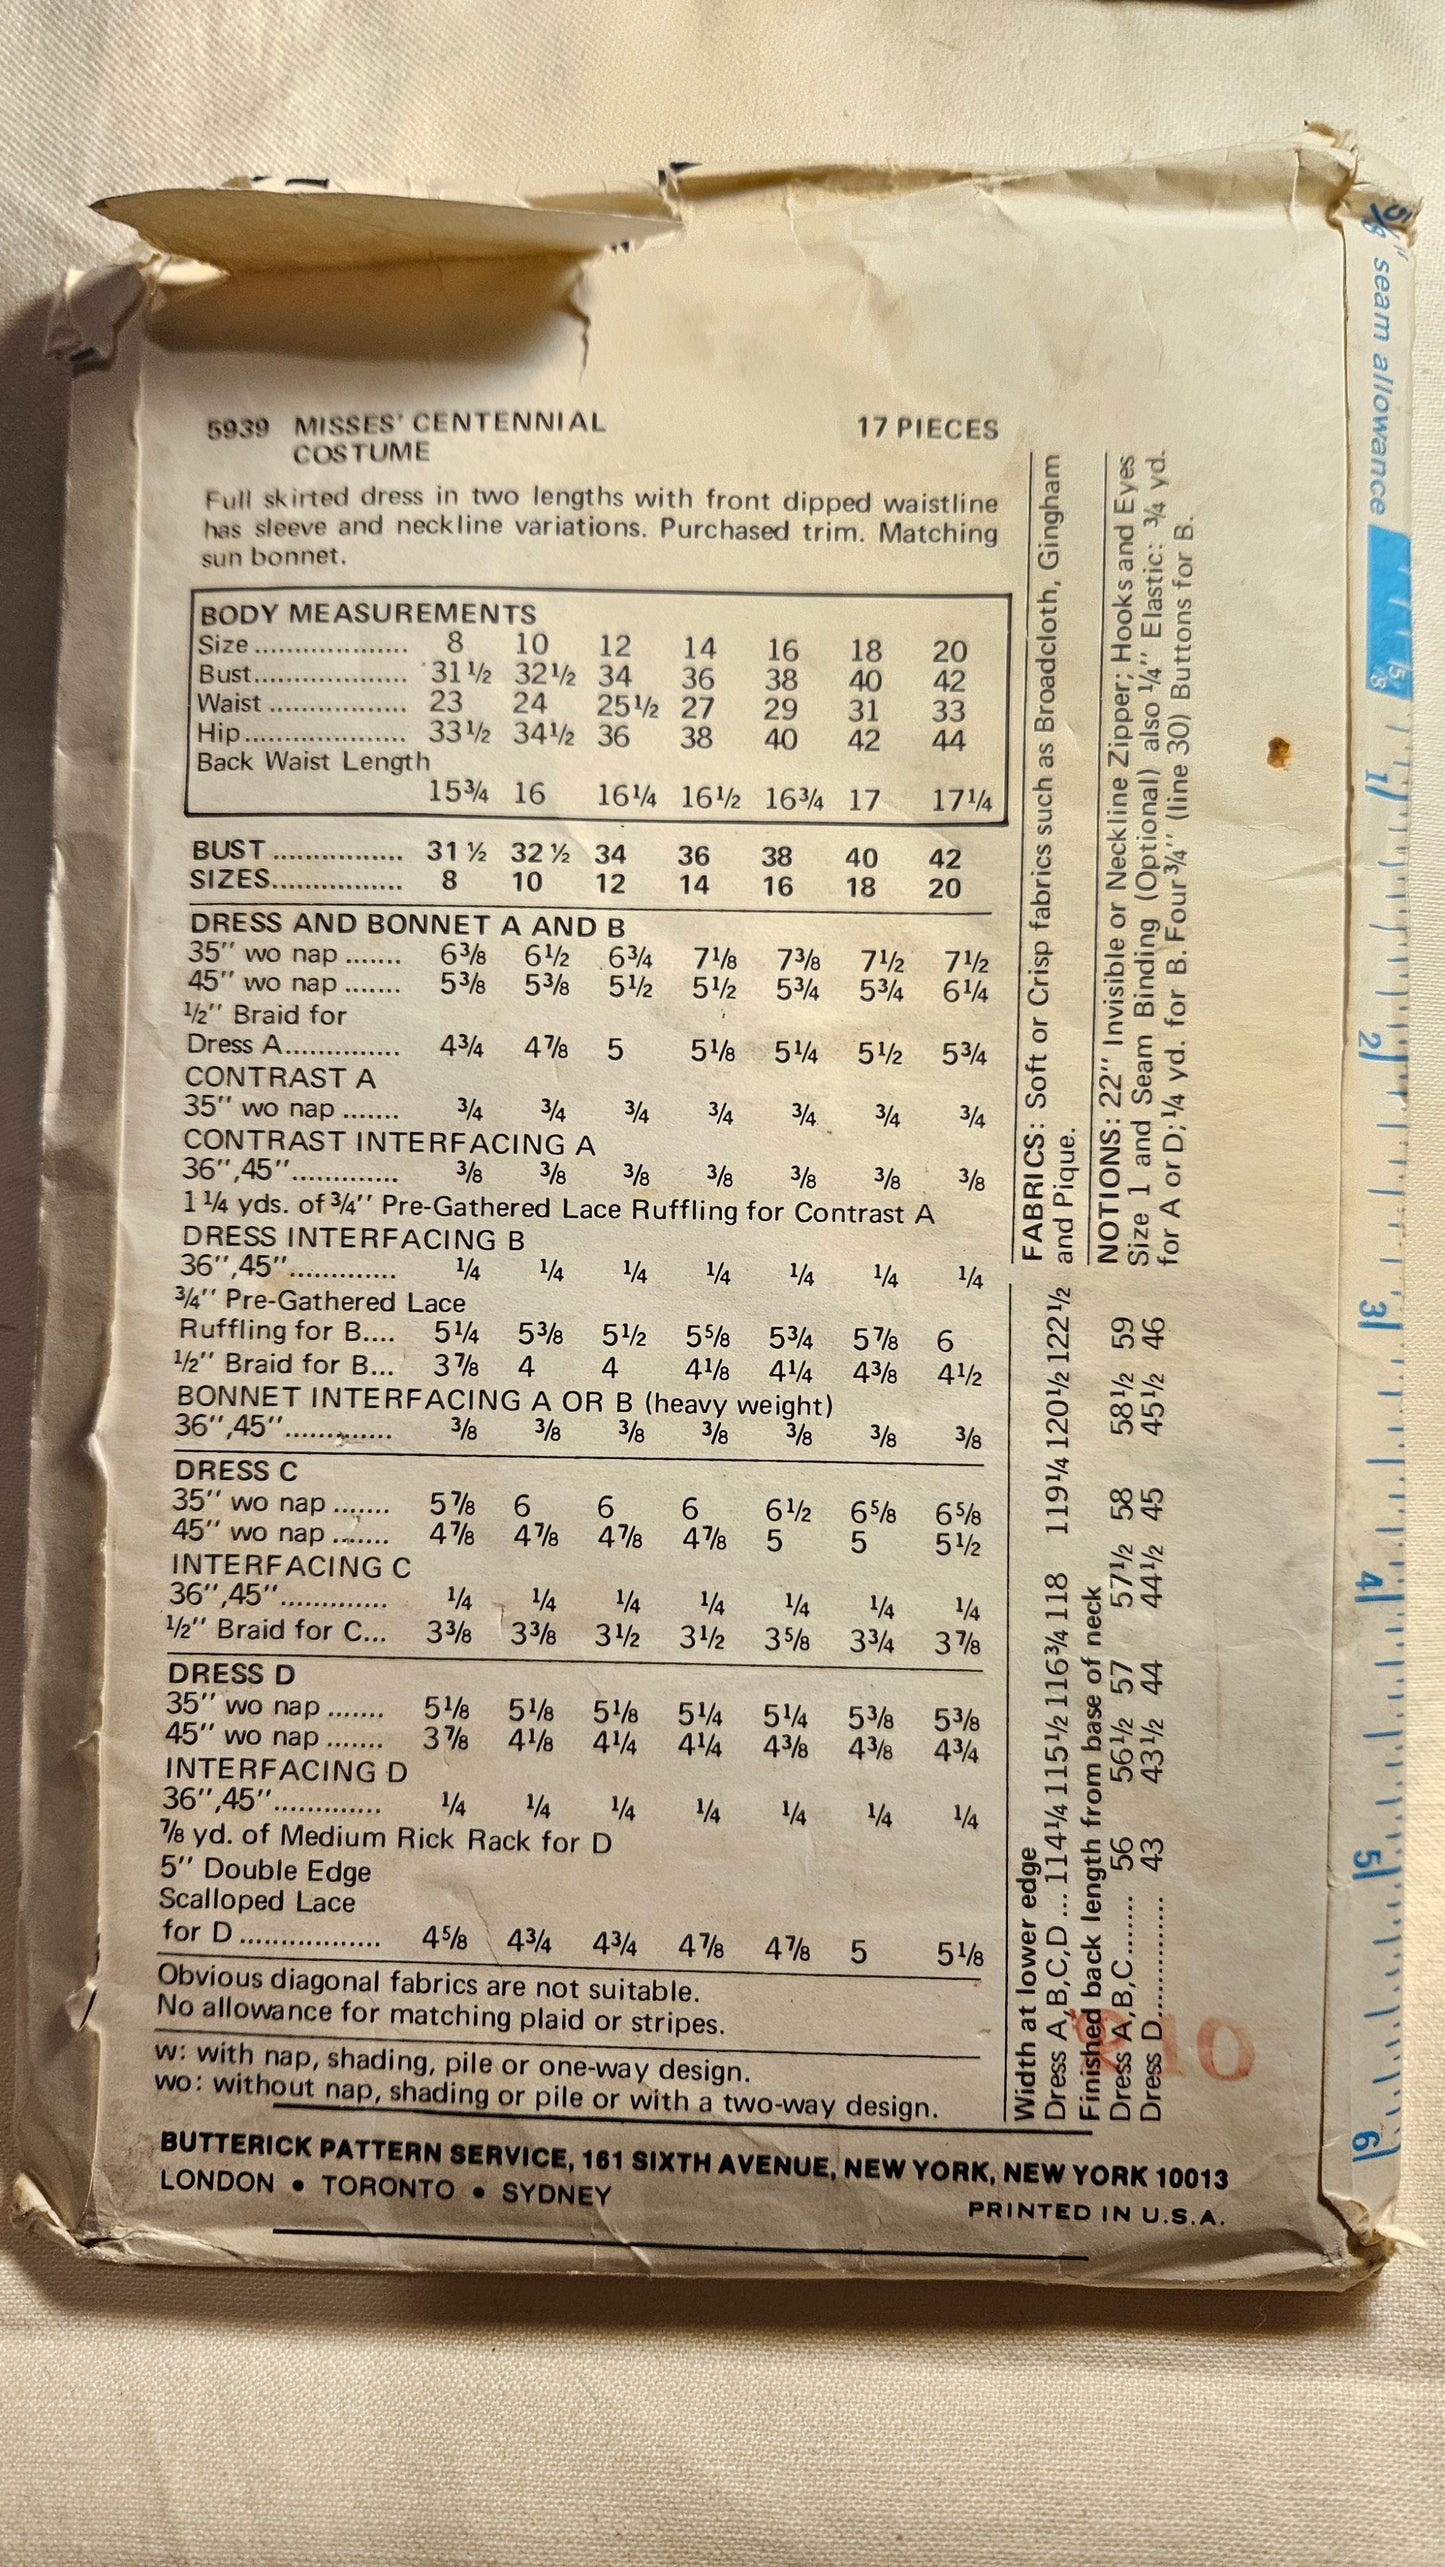 5939 MISSES' CENTENNIAL 17 PIECES
COSTUME
Full skirted dress in two lengths with front dipped waistline
has sleeve and neckline variations. Purchased trim. Matching
sun bonnet.
BODY MEASUREMENTS
Size ................... 8 10 12 14 16 18 20
Bust................... 31½ 32½ 34 36 38 40 42
Waist ................. 23 24 25½ 27 29 31 33
Hip.................... 33½ 34½ 36 38 40 42 44
Back Waist Length
15¾ 16 16¼ 16½ 16¾ 17 17¼
BUST ................ 31 ½ 32 ½ 34 36 38 40 42
SIZES................ 8 10 12 14 16 18 20
DRESS AND BONNET A AND B
35" wo nap ....... 6⅜ 6½ 6¾ 7⅛ 7⅜ 7½ 7½
45" wo nap ....... 5⅜ 5⅜ 5½ 5½ 5¾ 5¾ 6¼
½" Braid for
Dress A.............. 4¾ 4⅞ 5 5⅛ 5¼ 5½ 5¾
CONTRAST A
35" wo nap ....... ¾ ¾ ¾ ¾ ¾ ¾ ¾
CONTRAST INTERFACING A
36",45"............. ⅜ ⅜ ⅜ ⅜ ⅜ ⅜ ⅜
1 ¼ yds. of ¾" Pre-Gathered Lace Ruffling for Contrast A
DRESS INTERFACING B
36",45"............. ¼ ¼ ¼ ¼ ¼ ¼ ¼
¾" Pre-Gathered Lace
Ruffling for B.... 5¼ 5⅜ 5½ 5⅝ 5¾ 5⅞ 6
½" Braid for B... 3⅞ 4 4 4⅛ 4¼ 4⅜ 4½
BONNET INTERFACING A OR B (heavy weight)
36",45"............. ⅜ ⅜ ⅜ ⅜ ⅜ ⅜ ⅜
DRESS C
35" wo nap ....... 5⅞ 6 6 6 6½ 6⅝ 6⅝
45" wo nap ....... 4⅞ 4⅞ 4⅞ 4⅞ 5 5 5½
INTERFACING C
36",45"............. ¼ ¼ ¼ ¼ ¼ ¼ ¼
½" Braid for C... 3⅜ 3⅜ 3½ 3½ 3⅝ 3¾ 3⅞
DRESS D
35" wo nap ....... 5⅛ 5⅛ 5⅛ 5¼ 5¼ 5⅜ 5⅜
45" wo nap ....... 3⅞ 4⅛ 4¼ 4¼ 4⅜ 4⅜ 4¾
INTERFACING D
36",45"............. ¼ ¼ ¼ ¼ ¼ ¼ ¼
⅞ yd. of Medium Rick Rack for D
5" Double Edge
Scalloped Lace
for D ................. 4⅝ 4¾ 4¾ 4⅞ 4⅞ 5 5⅛
Obvious diagonal fabrics are not suitable.
No allowance for matching plaid or stripes.
w: with nap, shading, pile or one-way design.
wo: without nap, shading or pile or with a two-way design.
FABRICS: Soft or Crisp fabrics such as Broadcloth, Gingham
and Pique.
NOTIONS: 22" Invisible or Neckline Zipper; Hooks and Eyes
Size 1 and Seam Binding (Optional) also ¼" Elastic: ¾ yd.
for A or D; ¼ yd. for B. Four ¾" (line 30) Buttons for B.
Width at lower edge
Dress A,B,C,D ... 114¼ 115½ 116¾ 118 119¼ 120½ 122½
Finished back length from base of neck
Dress A,B,C....... 56 56½ 57 57½ 58 58½ 59
Dress D.............. 43 43½ 44 44½ 45 45½ 46
BUTTERICK PATTERN SERVICE, 161 SIXTH AVENUE, NEW YORK, NEW YORK 10013
LONDON • TORONTO • SYDNEY
PRINTED IN U.S.A.
⅝" seam allowance
⅝
1
2
3
4
5
6